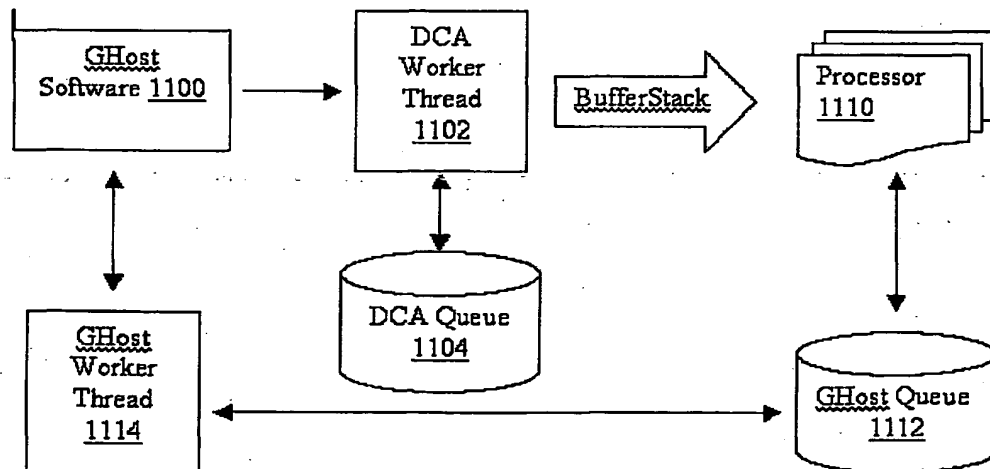 GHost
Software 1100
DCA
Worker
Thread
1102
BufferStack
Processor
1110
DCA Queue
1104
GHost
Worker
Thread
1114
GHost Queue
1112